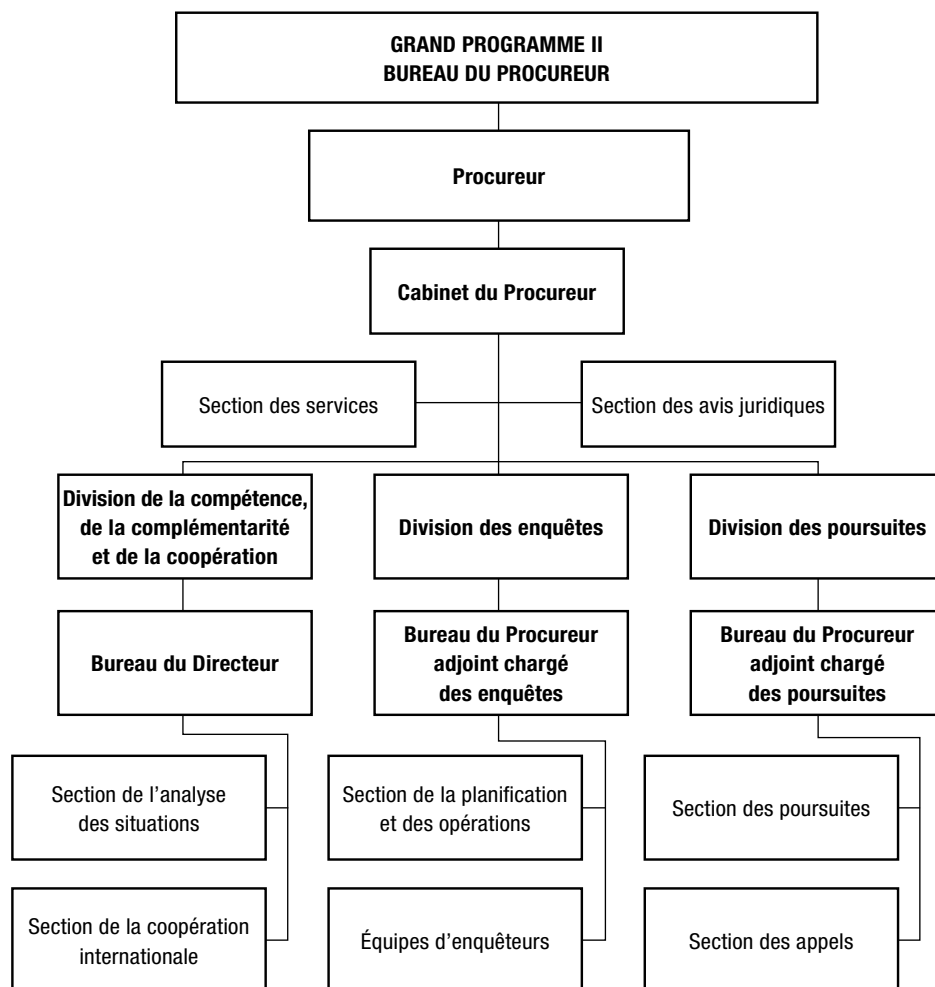 GRAND PROGRAMME II
BUREAU DU PROCUREUR
Procureur
Cabinet du Procureur
Section des services
Section des avis juridiques
Division de la compétence,
de la complémentarité
et de la coopération
Division des enquêtes
Division des poursuites
Bureau du Directeur
Bureau du Procureur
adjoint chargé
des enquêtes
Bureau du Procureur
adjoint chargé
des poursuites
Section de l’analyse
des situations
Section de la planification
et des opérations
Section des poursuites
Section de la coopération
internationale
Équipes d’enquêteurs
Section des appels